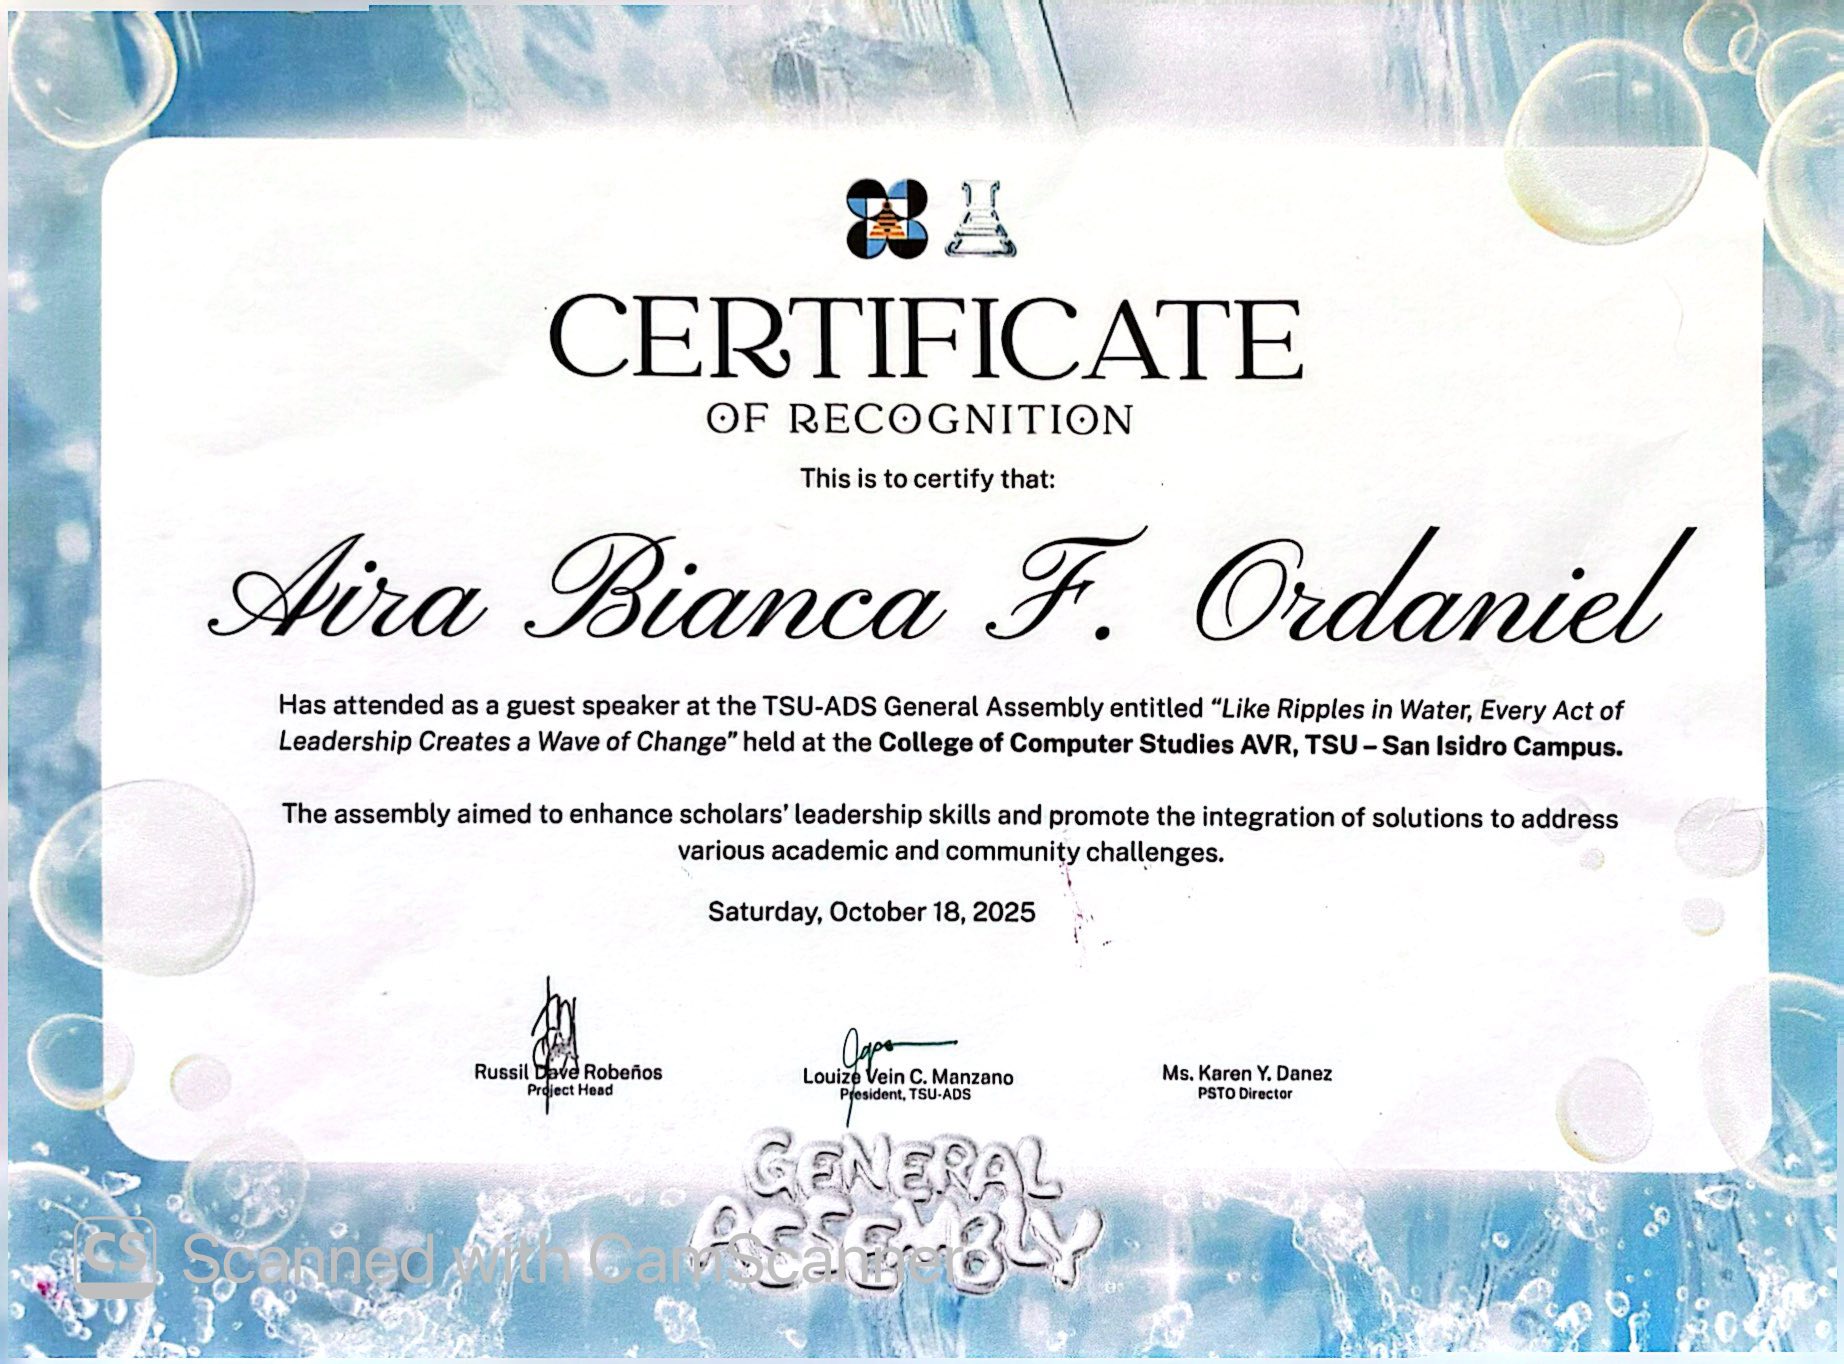 CERTIFICATE
OF RECOGNITION
This is to certify that:
Aira Bianca F. Ordaniel
Has attended as a guest speaker at the TSU-ADS General Assembly entitled “Like Ripples in Water, Every Act of
Leadership Creates a Wave of Change” held at the College of Computer Studies AVR, TSU – San Isidro Campus.
The assembly aimed to enhance scholars’ leadership skills and promote the integration of solutions to address
various academic and community challenges.
Saturday, October 18, 2025
Russil Dave Robeños
Project Head
Louize Vein C. Manzano
President, TSU-ADS
Ms. Karen Y. Danez
PSTO Director
GENERAL
ASSEMBLY
CS Scanned with CamScanner